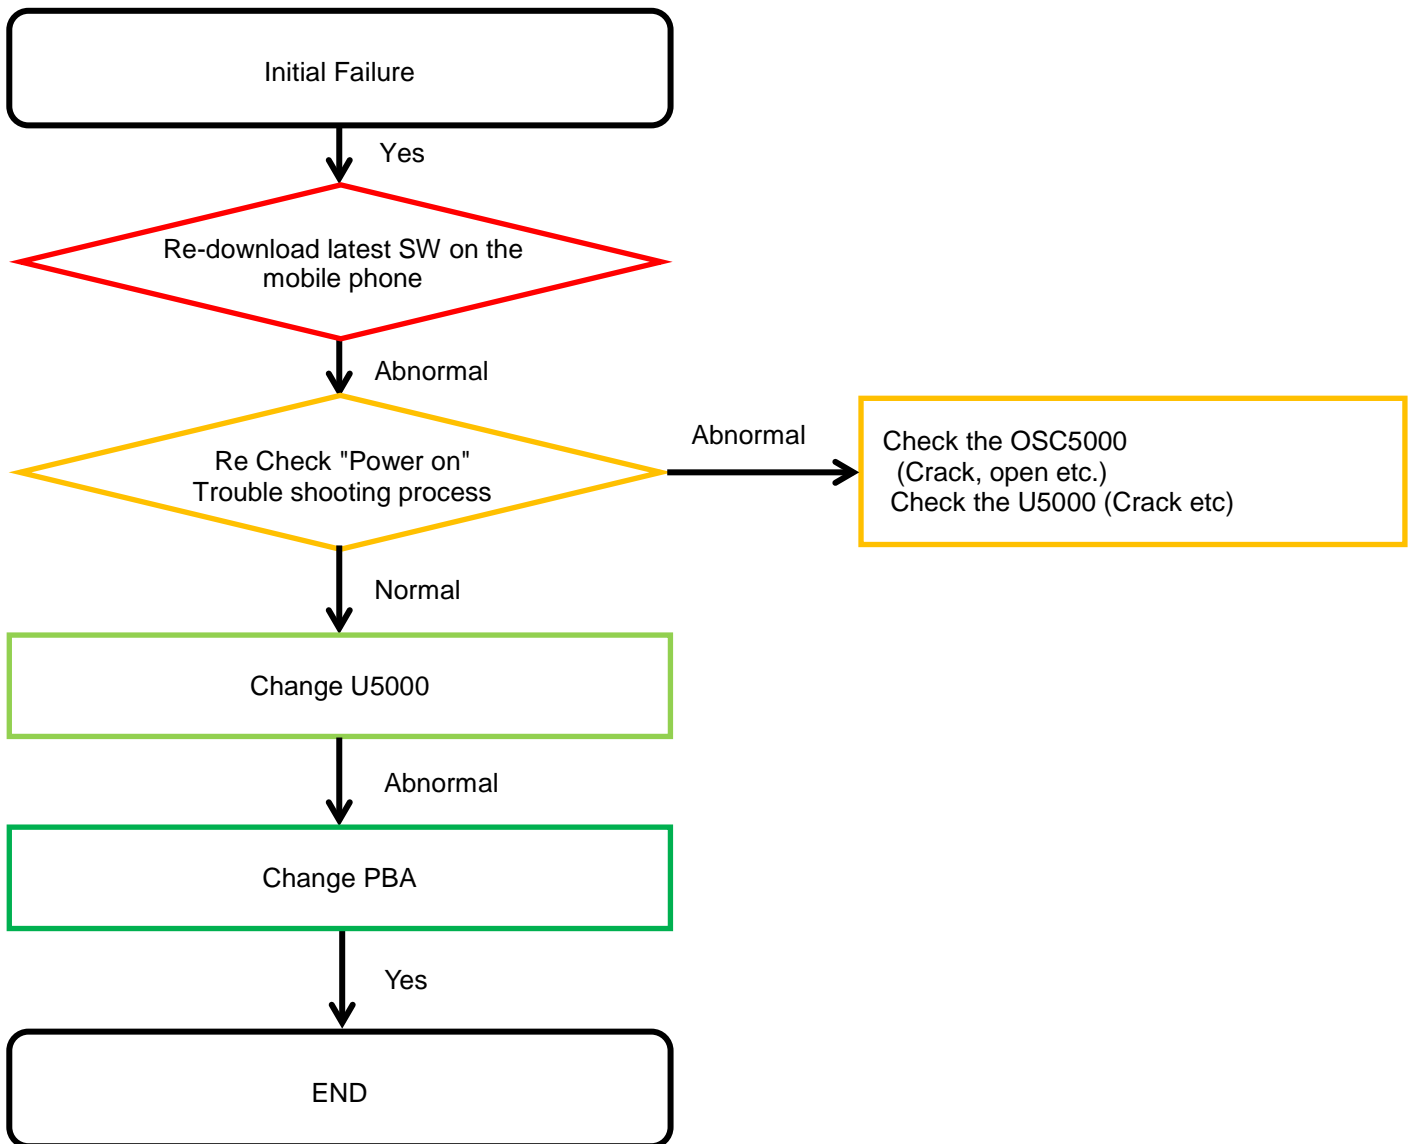 Initial Failure
Yes
Re-download latest SW on the
mobile phone
Abnormal
Re Check "Power on"
Trouble shooting process
Abnormal
Check the OSC5000
(Crack, open etc.)
Check the U5000 (Crack etc)
Normal
Change U5000
Abnormal
Change PBA
Yes
END